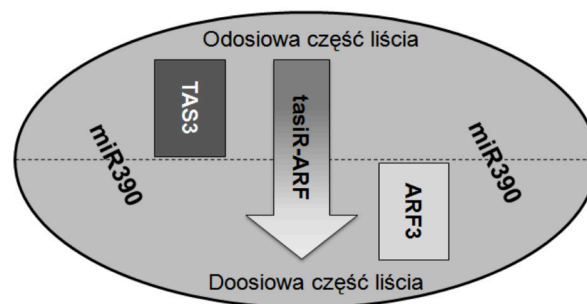 Odosiowa część liścia
TAS3
tasiR-ARF
miR390
miR390
ARF3
Doosiowa część liścia